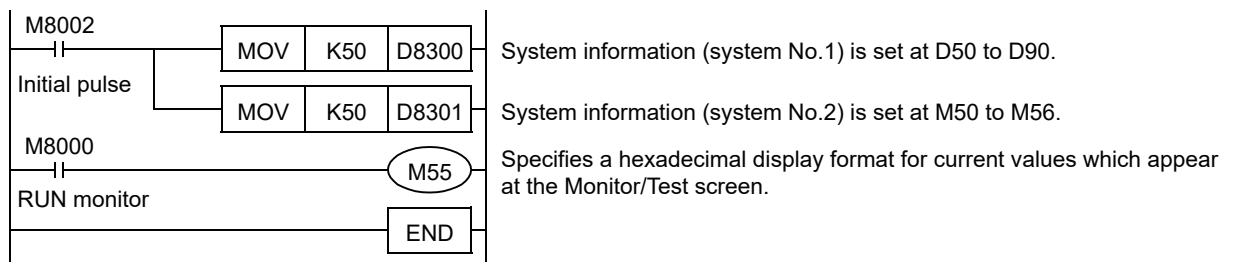 M8002
MOV K50 D8300 System information (system No.1) is set at D50 to D90.
Initial pulse
MOV K50 D8301 System information (system No.2) is set at M50 to M56.
M8000
M55 Specifies a hexadecimal display format for current values which appear
at the Monitor/Test screen.
RUN monitor
END